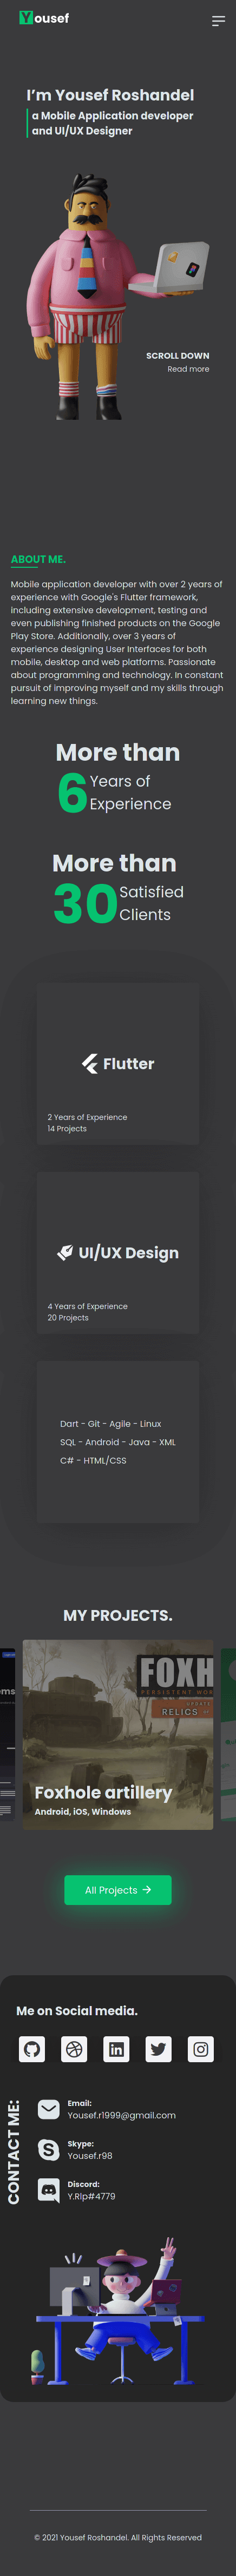 Yousef
I’m Yousef Roshandel
a Mobile Application developer
and UI/UX Designer
SCROLL DOWN
Read more
ABOUT ME.
Mobile application developer with over 2 years of
experience with Google's Flutter framework,
including extensive development, testing and
even publishing finished products on the Google
Play Store. Additionally, over 3 years of
experience designing User Interfaces for both
mobile, desktop and web platforms. Passionate
about programming and technology. In constant
pursuit of improving myself and my skills through
learning new things.
More than
6 Years of
Experience
More than
30 Satisfied
Clients
Flutter
2 Years of Experience
14 Projects
UI/UX Design
4 Years of Experience
20 Projects
Dart - Git - Agile - Linux
SQL - Android - Java - XML
C# - HTML/CSS
MY PROJECTS.
FOXH
PERSISTENT WOR
UPDATE
RELICS
ems
Foxhole artillery
Android, iOS, Windows
All Projects →
Me on Social media.
CONTACT ME:
Email:
Yousef.r1999@gmail.com
Skype:
Yousef.r98
Discord:
Y.Rlp#4779
© 2021 Yousef Roshandel. All Rights Reserved